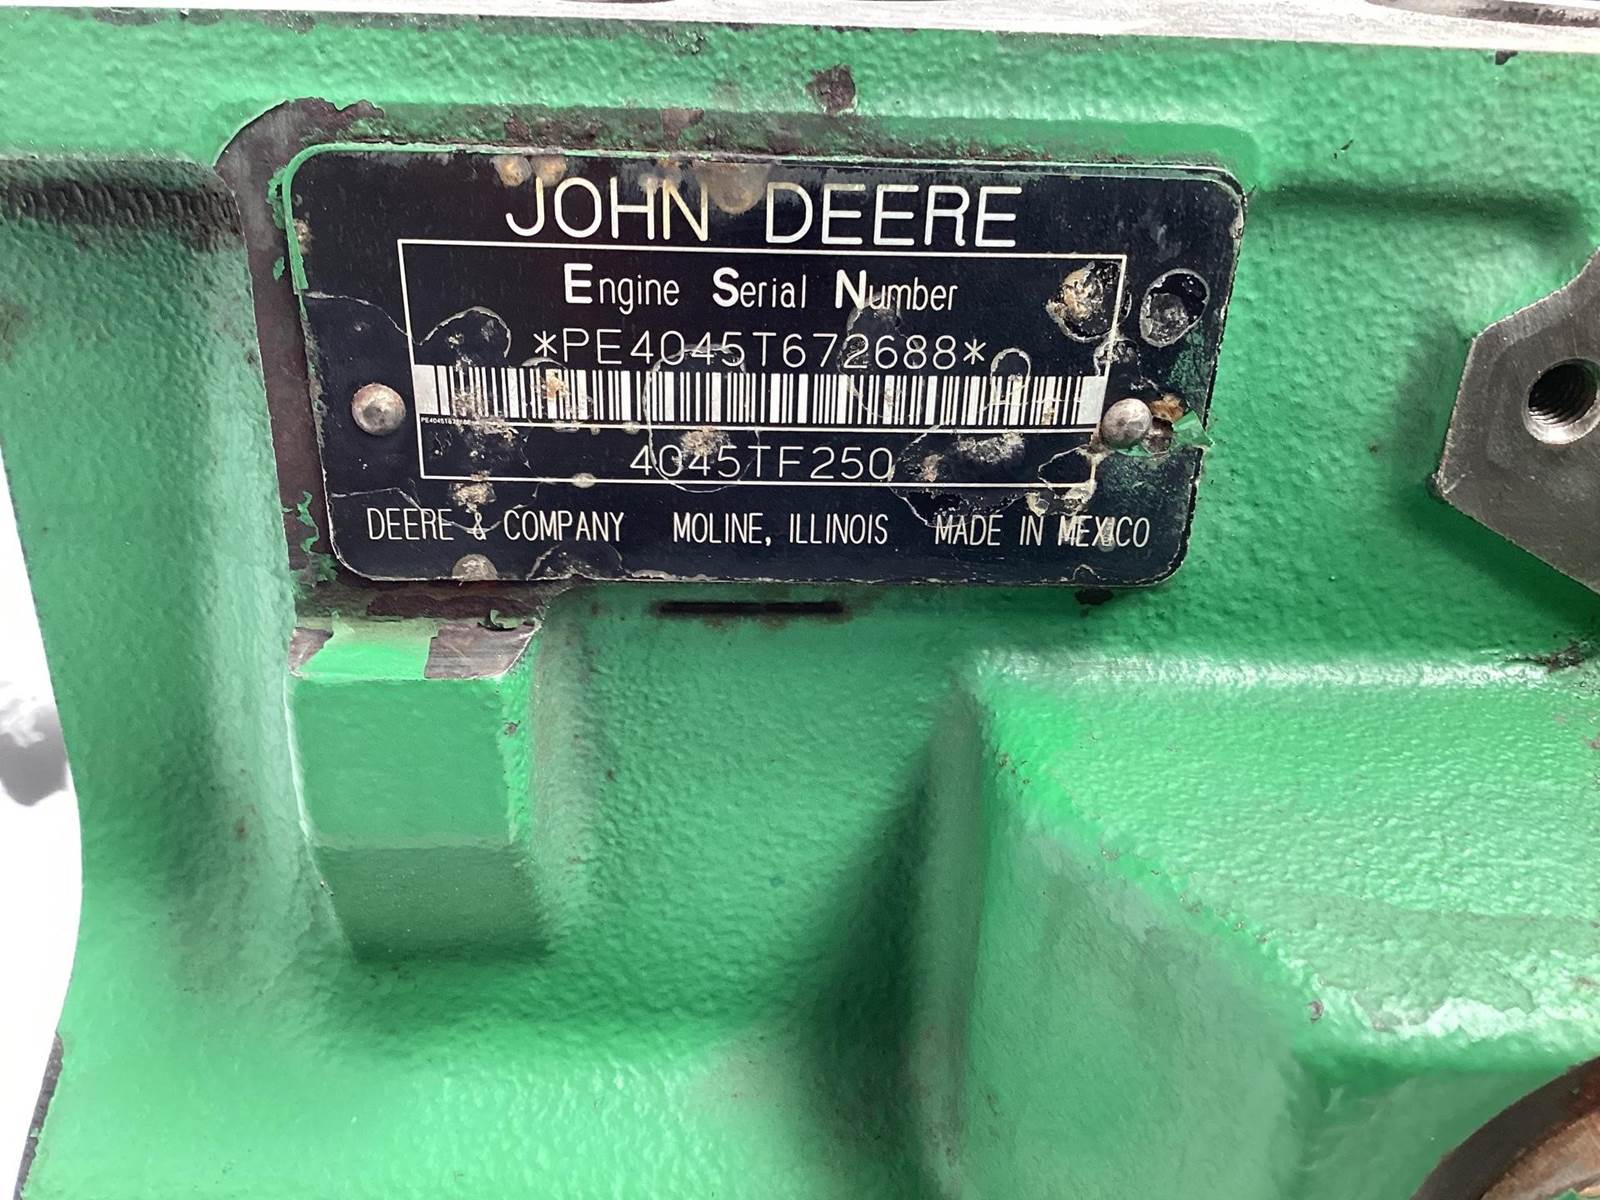 JOHN DEERE
Engine Serial Number
*PE4045T672688*
4045TF250
DEERE & COMPANY MOLINE, ILLINOIS MADE IN MEXICO